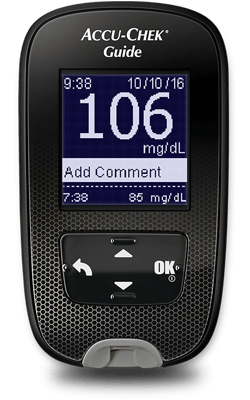 ACCU-CHEK®
Guide
9:38 10/10/16
106
mg/dL
Add Comment
7:38 85 mg/dL
OK